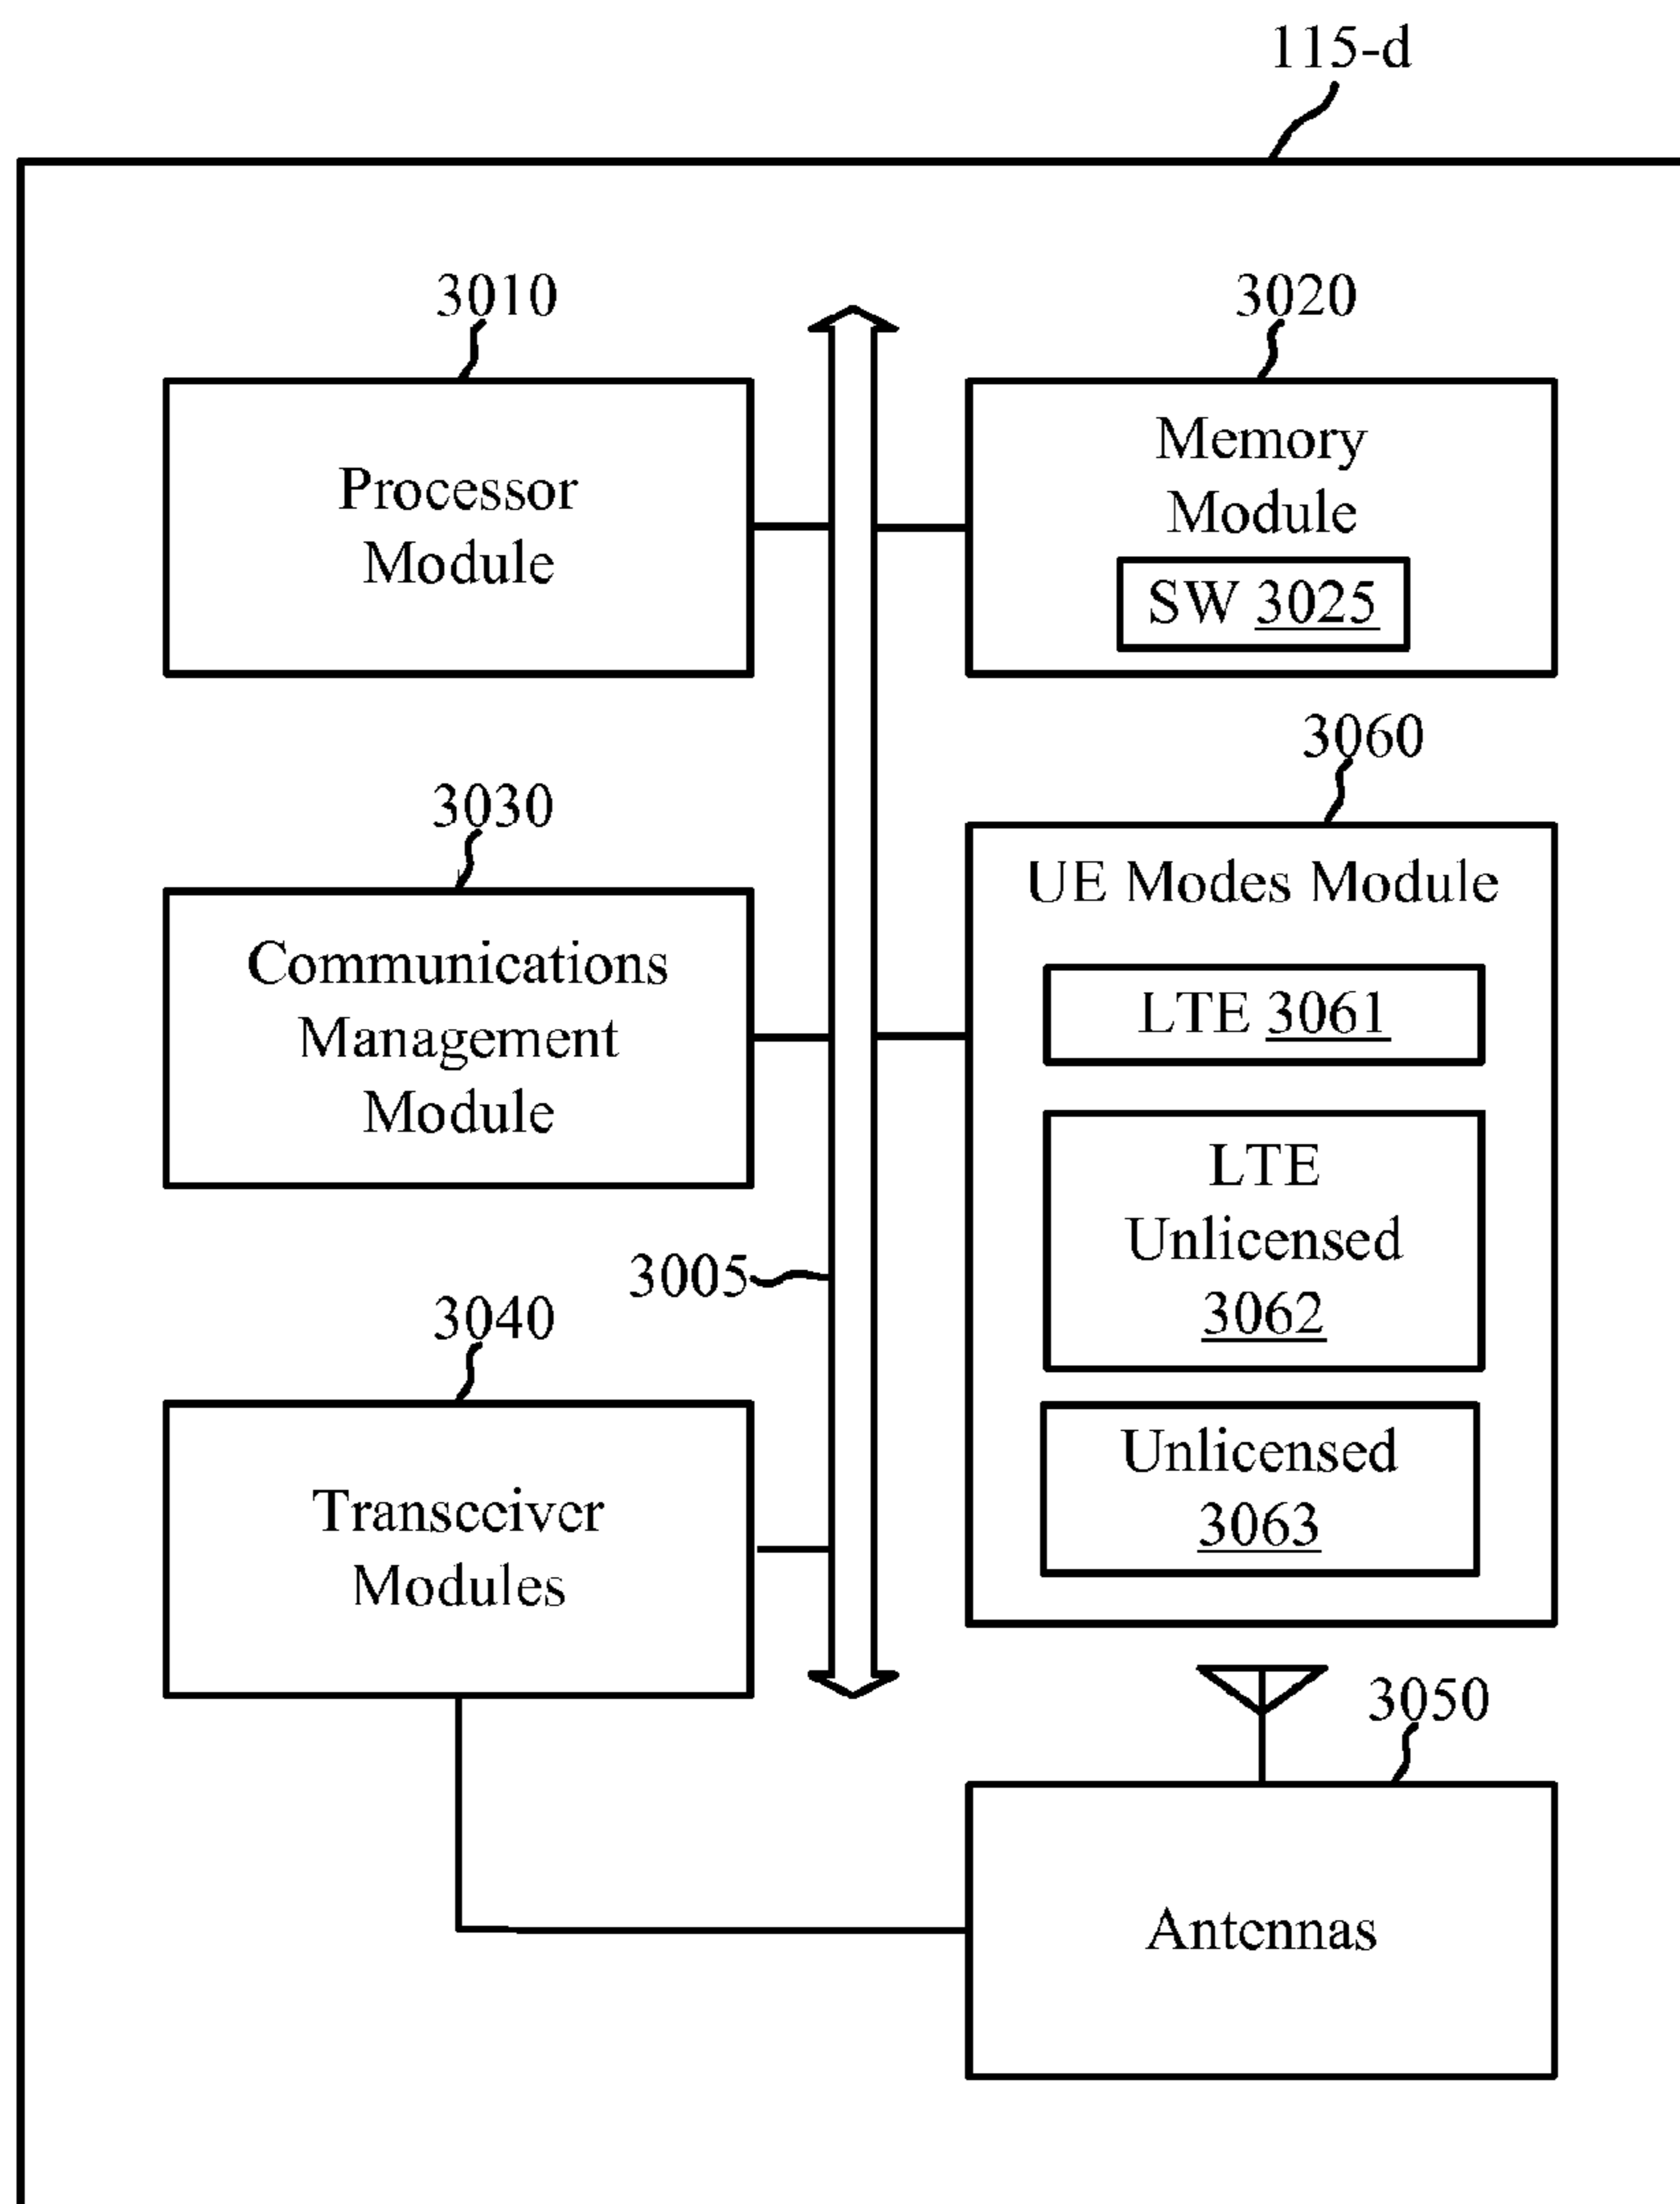 115-d
3010
3020
Processor
Module
Memory
Module
SW 3025
3030
3060
Communications
Management
Module
UE Modes Module
LTE 3061
LTE
Unlicensed
3062
Unlicensed
3063
3005
3040
Transceiver
Modules
3050
Antennas